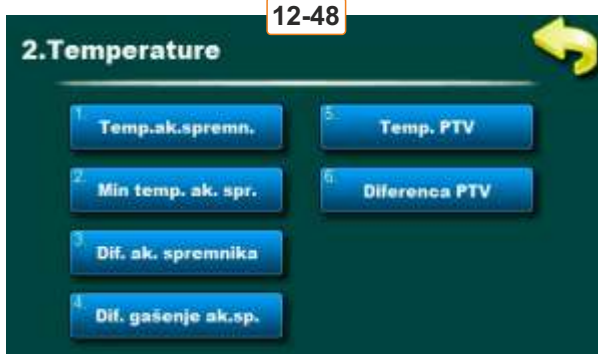 12-48
2.Temperature
1.
Temp.ak.spremn.
2.
Min temp. ak. spr.
3.
Dif. ak. spremnika
4.
Dif. gašenje ak.sp.
5.
Temp. PTV
6.
Diferenca PTV